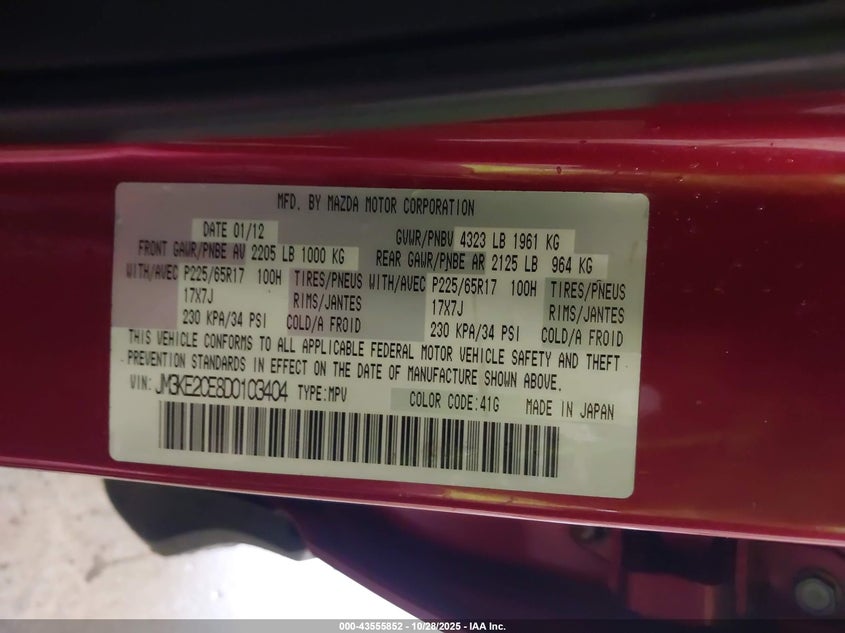 MFD. BY MAZDA MOTOR CORPORATION
DATE 01/12 GVWR/PNBV 4323 LB 1961 KG
FRONT GAWR/PNBE AV 2205 LB 1000 KG REAR GAWR/PNBE AR 2125 LB 964 KG
WITH/AVEC P225/65R17 100H TIRES/PNEUS WITH/AVEC P225/65R17 100H TIRES/PNEUS
17X7J RIMS/JANTES 17X7J RIMS/JANTES
230 KPA/34 PSI COLD/A FROID 230 KPA/34 PSI COLD/A FROID
THIS VEHICLE CONFORMS TO ALL APPLICABLE FEDERAL MOTOR VEHICLE SAFETY AND THEFT
PREVENTION STANDARDS IN EFFECT ON THE DATE OF MANUFACTURE SHOWN ABOVE.
VIN: JM3KE2CE8D0103404 TYPE:MPV COLOR CODE:41G MADE IN JAPAN
000-43555852 - 10/28/2025 - IAA Inc.